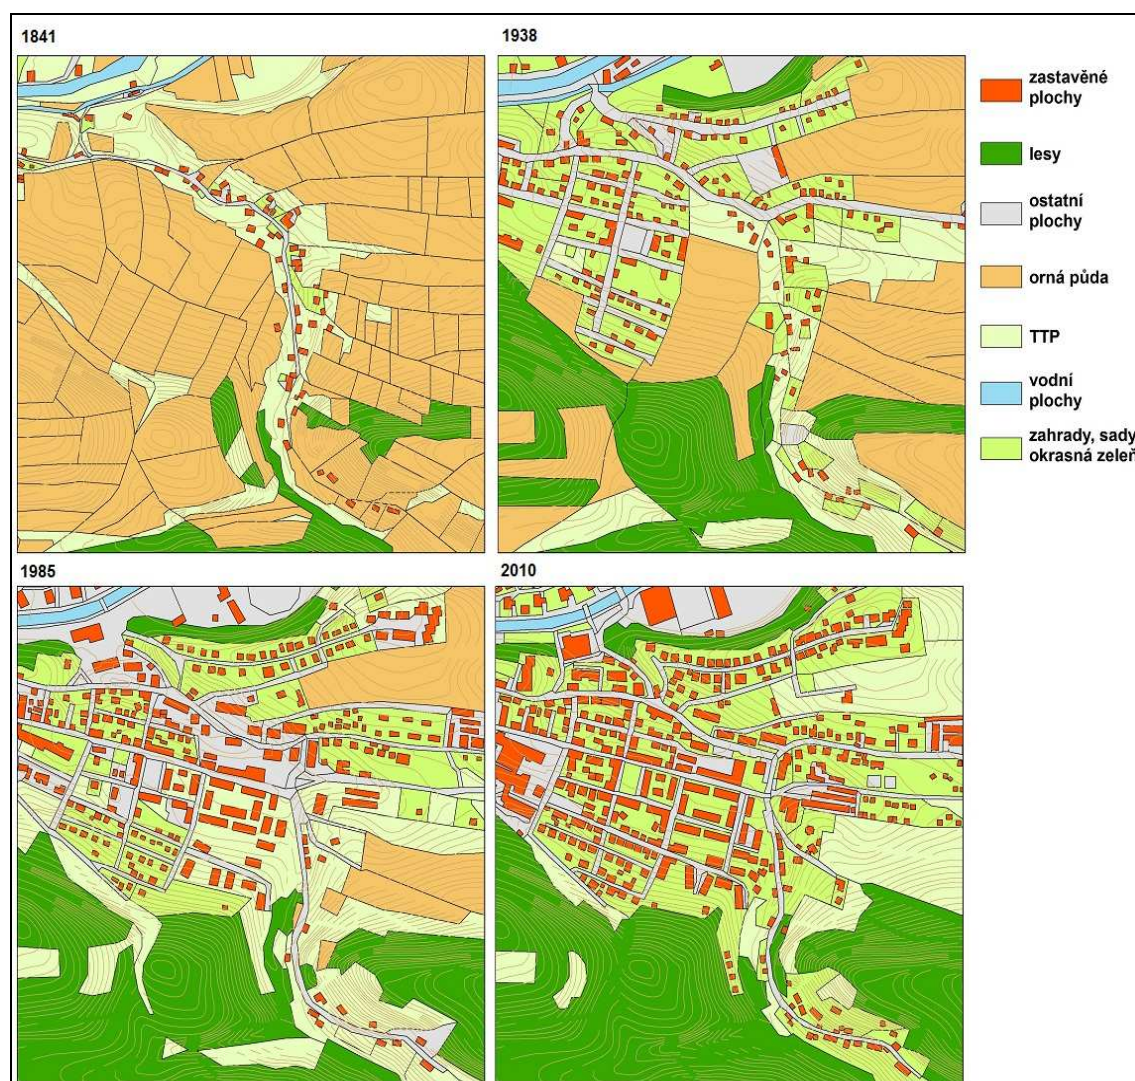 1841
1938
zastavěné
plochy
lesy
ostatní
plochy
orná půda
TTP
vodní
plochy
zahrady, sady
okrasná zeleň
1985
2010